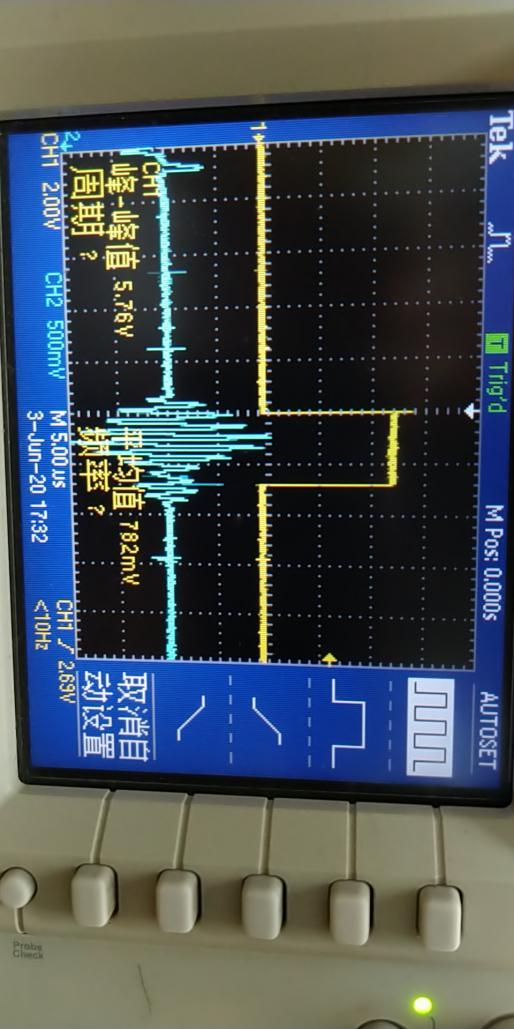 Tek
T Trig'd
M Pos: 0.000s
AUTOSET
1
CH1
峰-峰值 5.76V
周期 ?
平均值 782mV
频率 ?
2
取消自
动设置
CH1 2.00V
CH2 500mV
M 5.00us
CH1 2.69V
3-Jun-20 17:32
<10Hz
Probe
Check